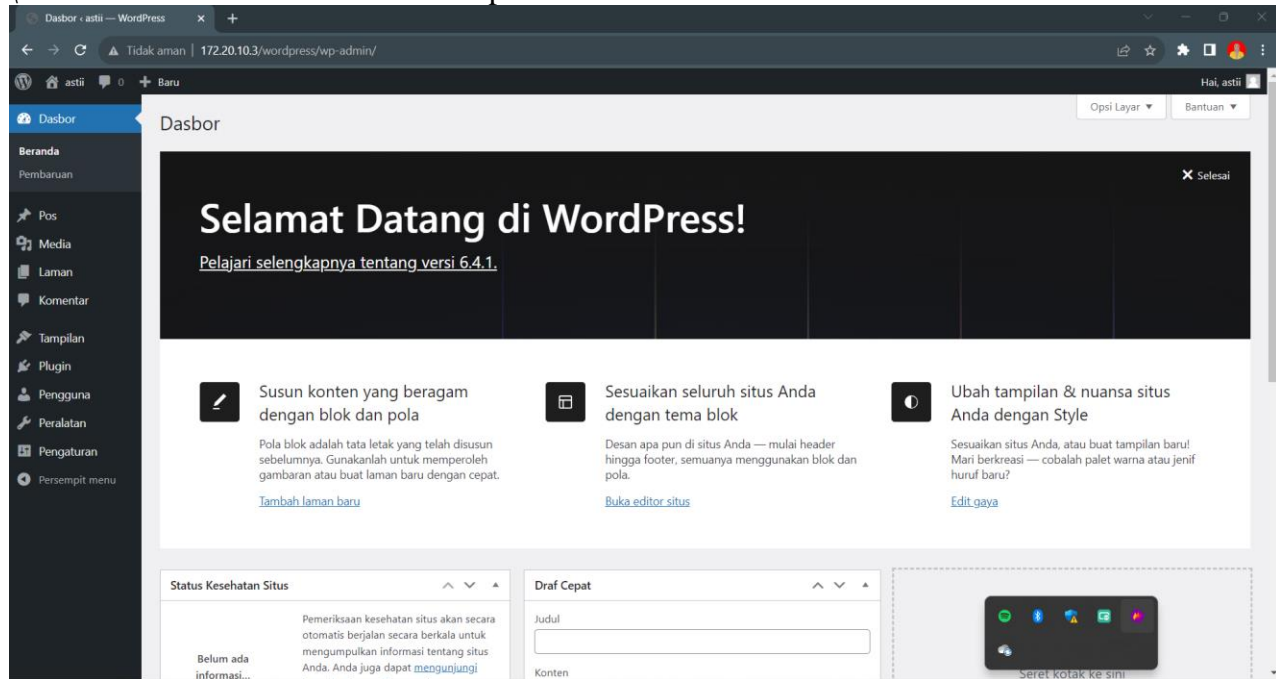 Dasbor ‹ astii — WordPress
Tidak aman | 172.20.10.3/wordpress/wp-admin/
astii 0 + Baru
Hai, astii
Opsi Layar ▼
Bantuan ▼
Dasbor
Beranda
Pembaruan
Pos
Media
Laman
Komentar
Tampilan
Plugin
Pengguna
Peralatan
Pengaturan
Persempit menu
Dasbor
Selesai
Selamat Datang di WordPress!
Pelajari selengkapnya tentang versi 6.4.1.
Susun konten yang beragam
dengan blok dan pola
Pola blok adalah tata letak yang telah disusun
sebelumnya. Gunakanlah untuk memperoleh
gambaran atau buat laman baru dengan cepat.
Tambah laman baru
Sesuaikan seluruh situs Anda
dengan tema blok
Desan apa pun di situs Anda — mulai header
hingga footer, semuanya menggunakan blok dan
pola.
Buka editor situs
Ubah tampilan & nuansa situs
Anda dengan Style
Sesuaikan situs Anda, atau buat tampilan baru!
Mari berkreasi — cobalah palet warna atau jenif
huruf baru?
Edit gaya
Status Kesehatan Situs
Belum ada
informasi...
Pemeriksaan kesehatan situs akan secara
otomatis berjalan secara berkala untuk
mengumpulkan informasi tentang situs
Anda. Anda juga dapat mengunjungi
Draf Cepat
Judul
Konten
Seret kotak ke sini